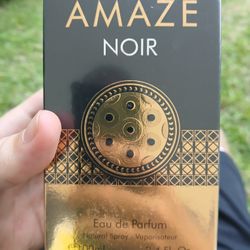 AMAZE
NOIR
Eau de Parfum
Natural Spray - Vaporisateur